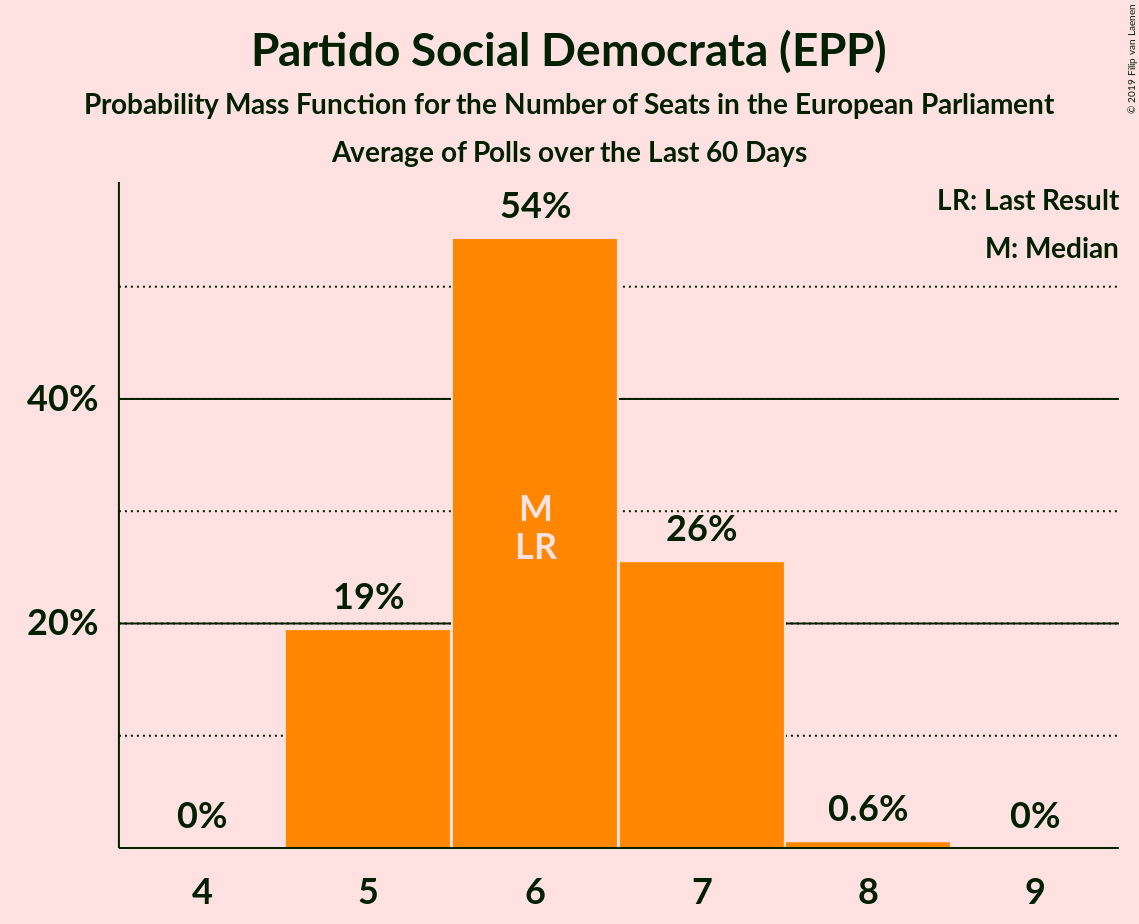 Partido Social Democrata (EPP)
Probability Mass Function for the Number of Seats in the European Parliament
Average of Polls over the Last 60 Days
© 2019 Filip van Laenen
LR: Last Result
M: Median
54%
40%
M
LR
26%
19%
20%
0%
0.6%
0%
4 5 6 7 8 9